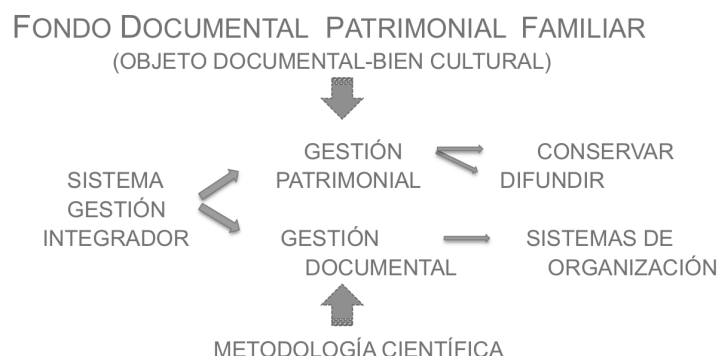 FONDO DOCUMENTAL PATRIMONIAL FAMILIAR
(OBJETO DOCUMENTAL-BIEN CULTURAL)
GESTIÓN
PATRIMONIAL
CONSERVAR
DIFUNDIR
SISTEMA
GESTIÓN
INTEGRADOR
GESTIÓN
DOCUMENTAL
SISTEMAS DE
ORGANIZACIÓN
METODOLOGÍA CIENTÍFICA